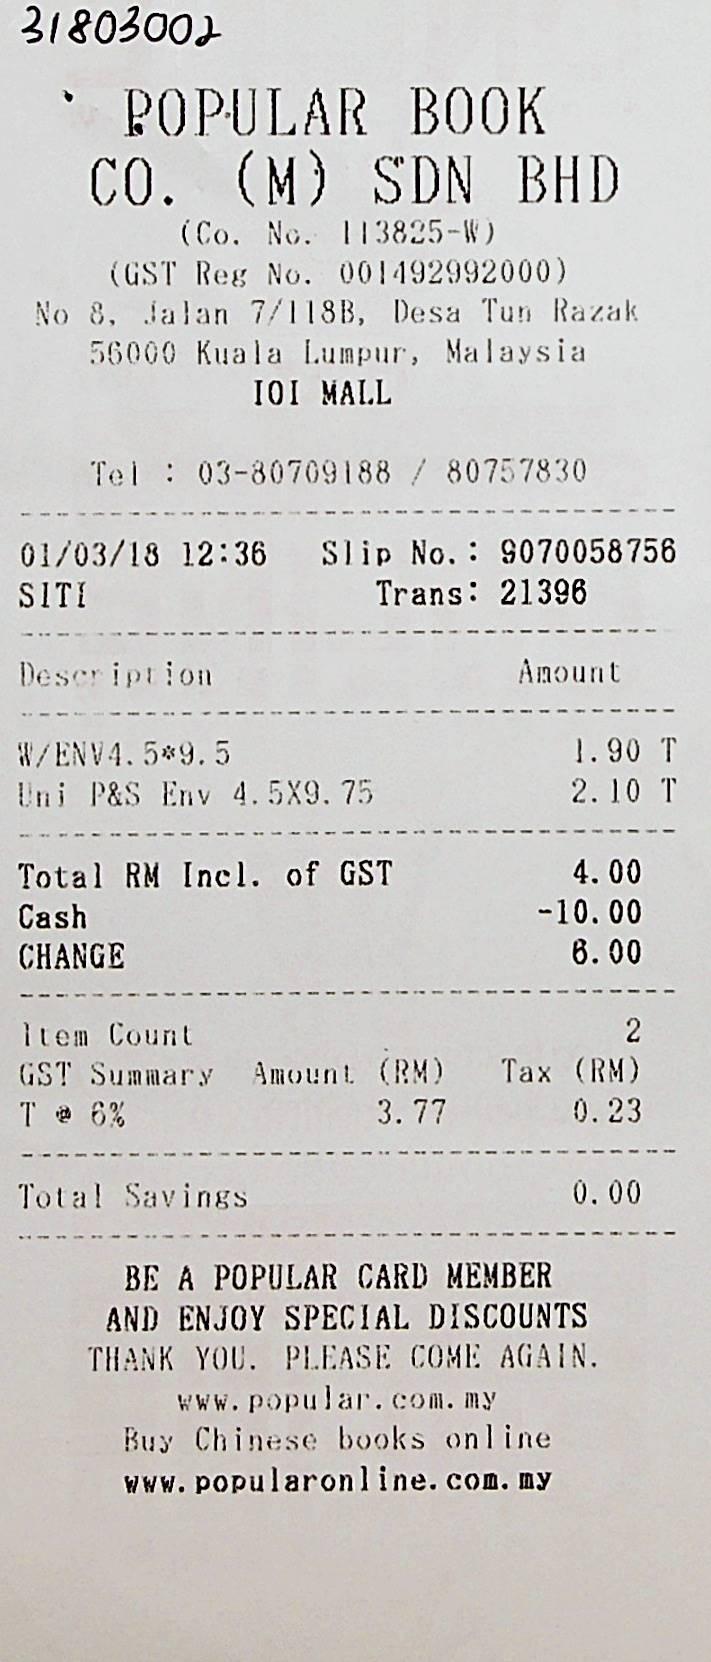 31803002
POPULAR BOOK
CO. (M) SDN BHD
(Co. No. 113825-W)
(GST Reg No. 001492992000)
No 8, Jalan 7/118B, Desa Tun Razak
56000 Kuala Lumpur, Malaysia
IOI MALL
Tel : 03-80709188 / 80757830
01/03/18 12:36 Slip No.: 9070058756
SITI Trans: 21396
Description Amount
W/ENV4.5*9.5 1.90 T
Uni P&S Env 4.5X9.75 2.10 T
Total RM Incl. of GST 4.00
Cash -10.00
CHANGE 6.00
Item Count 2
GST Summary Amount (RM) Tax (RM)
T @ 6% 3.77 0.23
Total Savings 0.00
BE A POPULAR CARD MEMBER
AND ENJOY SPECIAL DISCOUNTS
THANK YOU. PLEASE COME AGAIN.
www.popular.com.my
Buy Chinese books online
www.popularonline.com.my